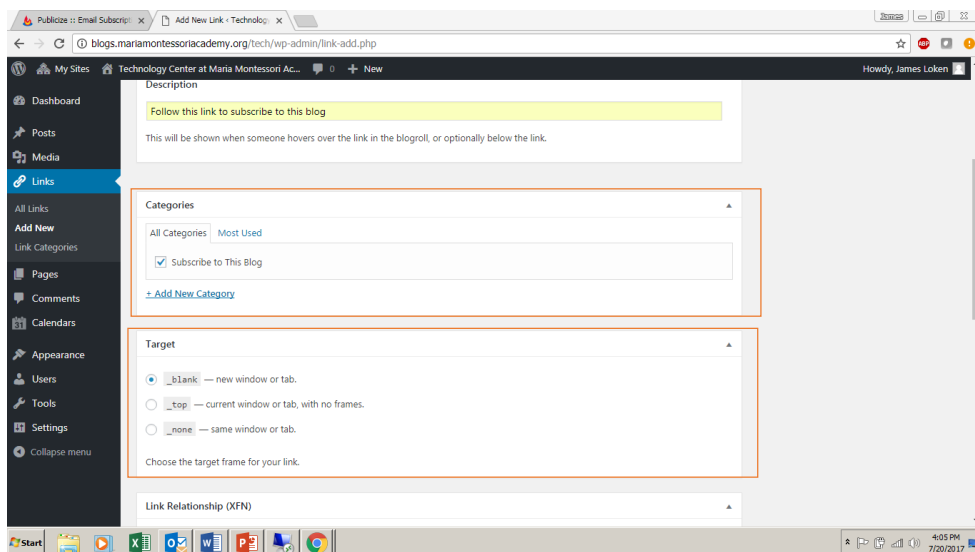 Publicize :: Email Subscript
Add New Link ‹ Technology
James
blogs.mariamontessoriacademy.org/tech/wp-admin/link-add.php
ABP
My Sites
Technology Center at Maria Montessori Ac...
0
+ New
Howdy, James Loken
Dashboard
Posts
Media
Links
All Links
Add New
Link Categories
Pages
Comments
31
Calendars
Appearance
Users
Tools
Settings
Collapse menu
Description
Follow this link to subscribe to this blog
This will be shown when someone hovers over the link in the blogroll, or optionally below the link.
Categories
All Categories
Most Used
Subscribe to This Blog
+ Add New Category
Target
_blank — new window or tab.
_top — current window or tab, with no frames.
_none — same window or tab.
Choose the target frame for your link.
Link Relationship (XFN)
Start
4:05 PM
7/20/2017